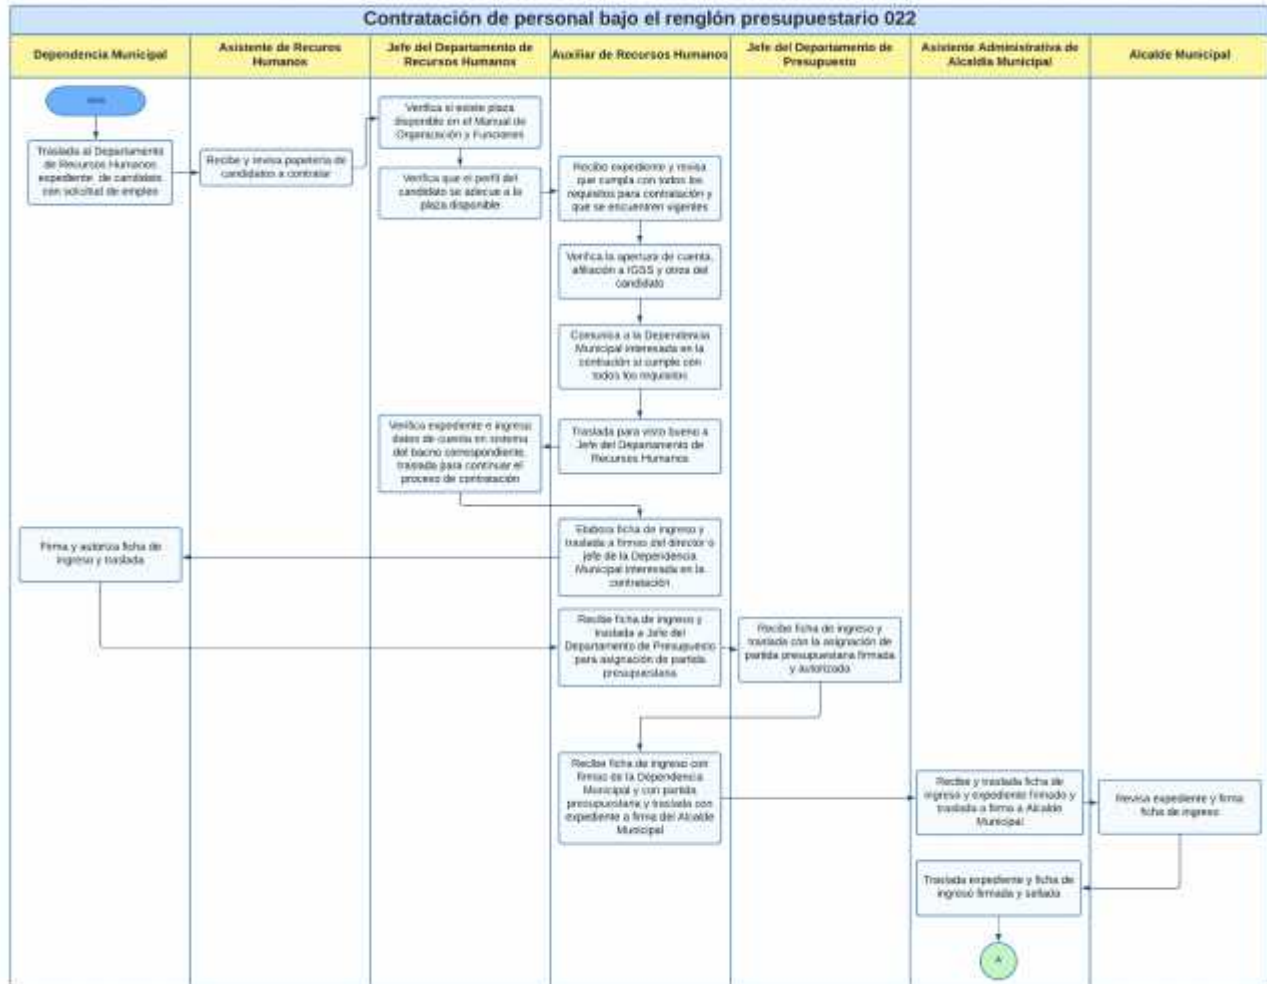 Contratación de personal bajo el renglón presupuestario 022
Dependencia Municipal
Asistente de Recuros
Humanos
Jefe del Departamento de
Recursos Humanos
Auxiliar de Recursos Humanos
Jefe del Departamento de
Presupuesto
Asistente Administrativa de
Alcaldía Municipal
Alcalde Municipal
Traslada al Departamento
de Recursos Humanos
expediente de candidato
con solicitud de empleo
Recibe y revisa papelería de
candidatos a contratar
Verifica si existe plaza
disponible en el Manual de
Organización y Funciones
Verifica que el perfil del
candidato se adecue a la
plaza disponible
Recibe expediente y revisa
que cumpla con todos los
requisitos para contratación y
que se encuentren vigentes
Verifica la apertura de cuenta,
afiliación a IGSS y otros del
candidato
Comunica a la Dependencia
Municipal interesada en la
contración si cumple con
todos los requisitos
Traslada para visto bueno a
Jefe del Departamento de
Recursos Humanos
Verifica expediente e ingresa
datos de cuenta en sistema
del bacno correspondiente,
traslada para continuar el
proceso de contratación
Elabora ficha de ingreso y
traslada a firmas del director o
jefe de la Dependencia
Municipal interesada en la
contratación
Firma y autoriza ficha de
ingreso y traslada
Recibe ficha de ingreso y
traslada a Jefe del
Departamento de Presupuesto
para asignación de partida
presupuestaria
Recibe ficha de ingreso y
traslada con la asignación de
partida presupuestaria firmada
y autorizada
Recibe ficha de ingreso con
firmas de la Dependencia
Municipal y con partida
presupuestaria y traslada con
expediente a firma del Alcalde
Municipal
Recibe y traslada ficha de
ingreso y expediente firmado y
traslada a firma a Alcalde
Municipal
Revisa expediente y firma
ficha de ingreso
Traslada expediente y ficha de
ingreso firmada y sellada
A